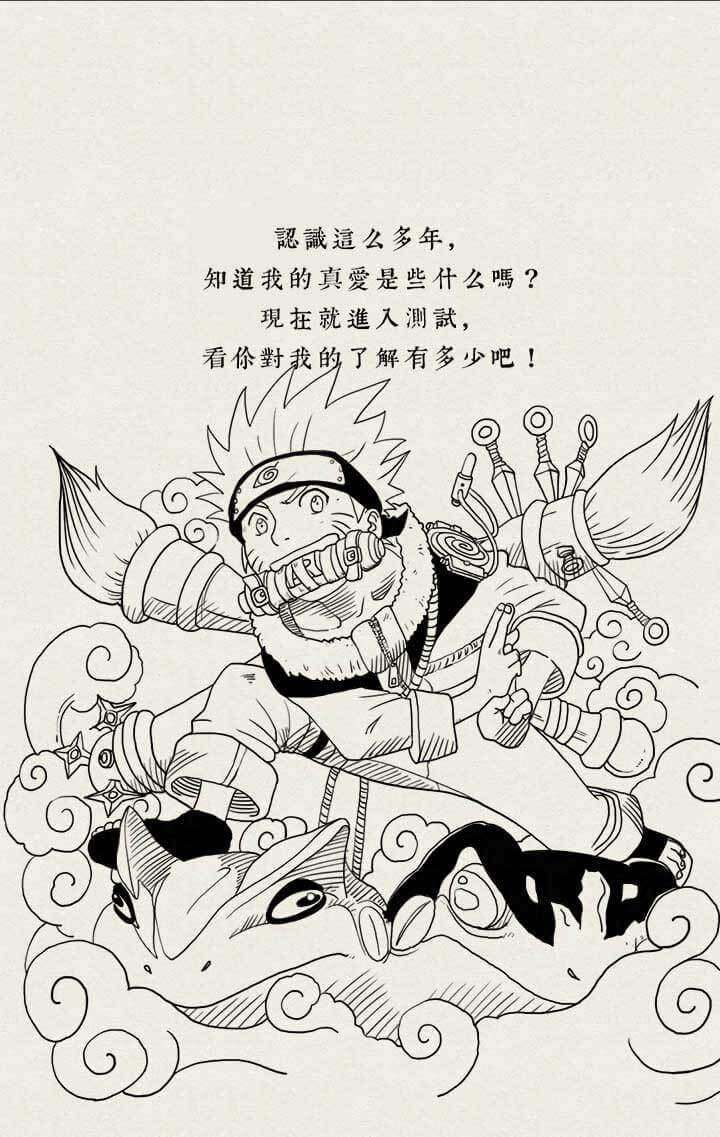 認識這么多年，
知道我的真愛是些什么嗎？
現在就進入測試，
看你對我的了解有多少吧！